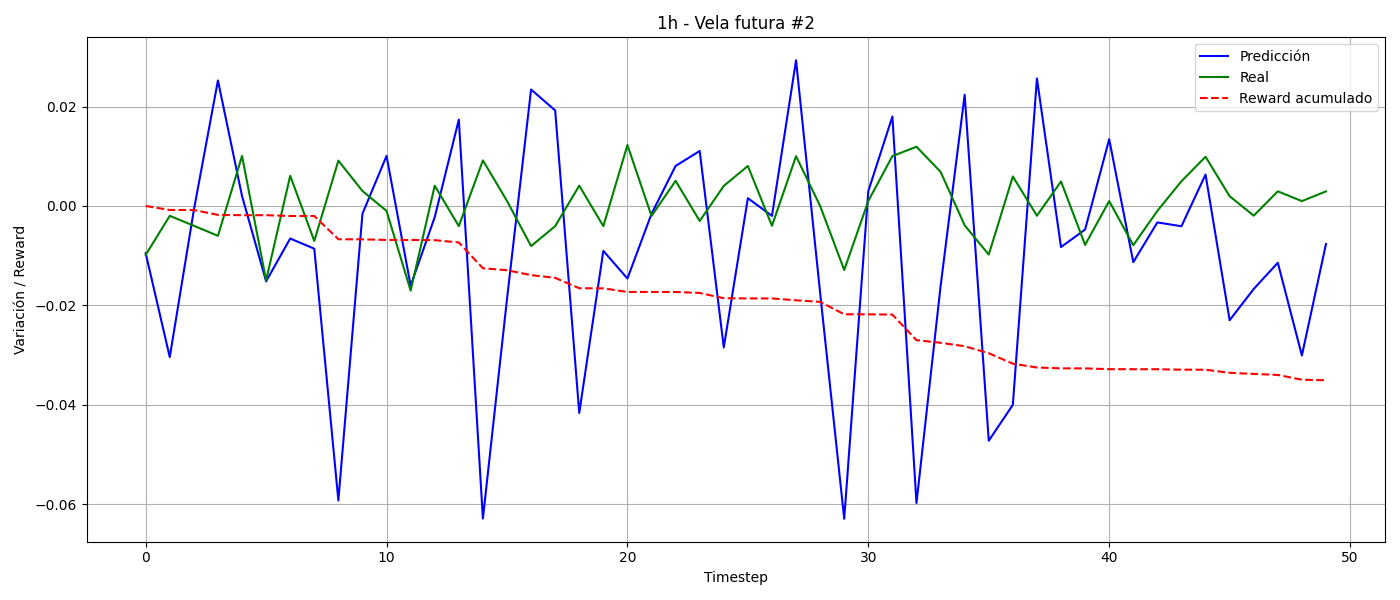 1h - Vela futura #2
Predicción
Real
Reward acumulado
Variación / Reward
0.02
0.00
−0.02
−0.04
−0.06
0 10 20 30 40 50
Timestep